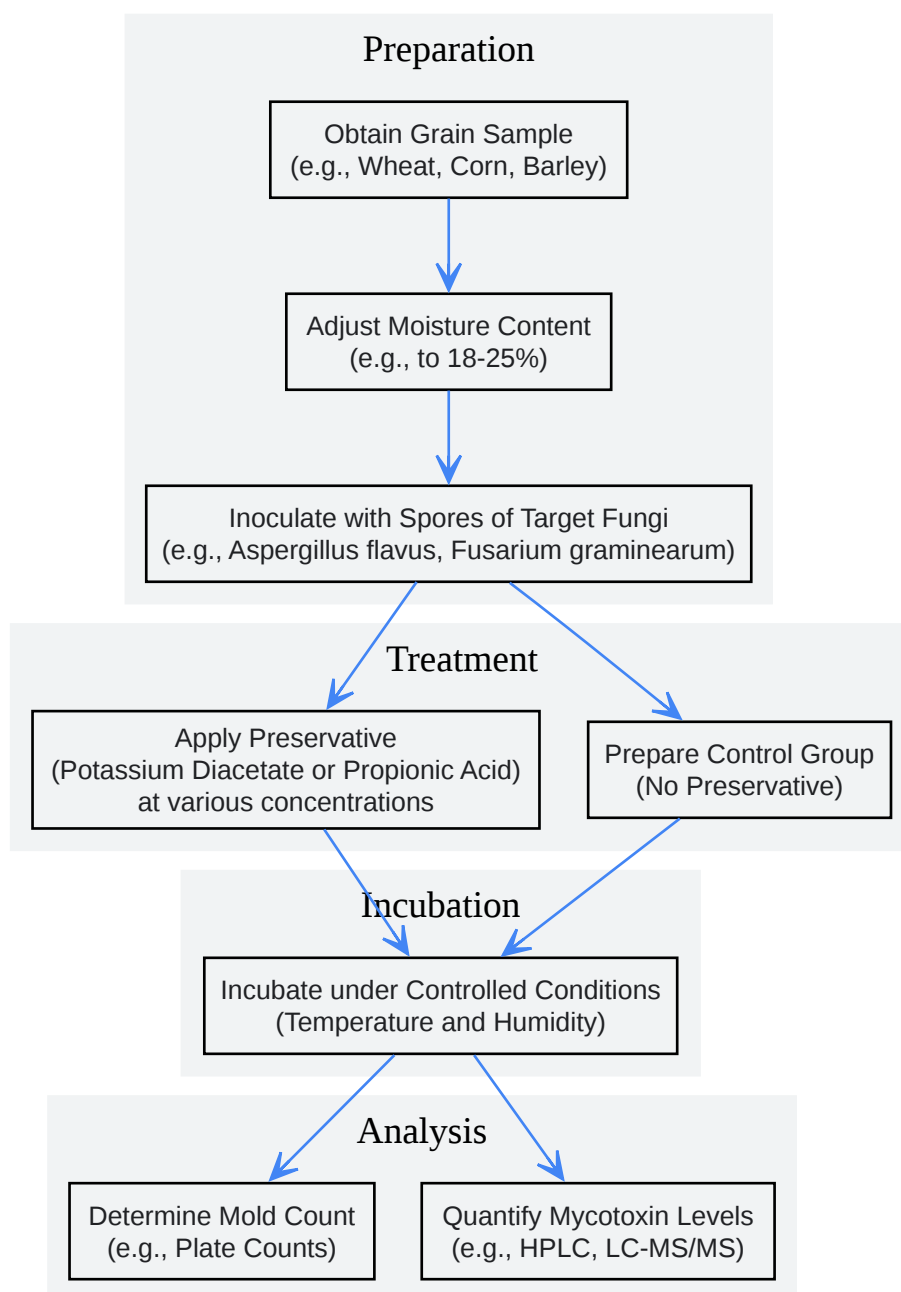 Preparation
Obtain Grain Sample
(e.g., Wheat, Corn, Barley)
Adjust Moisture Content
(e.g., to 18-25%)
Inoculate with Spores of Target Fungi
(e.g., Aspergillus flavus, Fusarium graminearum)
Treatment
Apply Preservative
(Potassium Diacetate or Propionic Acid)
at various concentrations
Prepare Control Group
(No Preservative)
Incubation
Incubate under Controlled Conditions
(Temperature and Humidity)
Analysis
Determine Mold Count
(e.g., Plate Counts)
Quantify Mycotoxin Levels
(e.g., HPLC, LC-MS/MS)